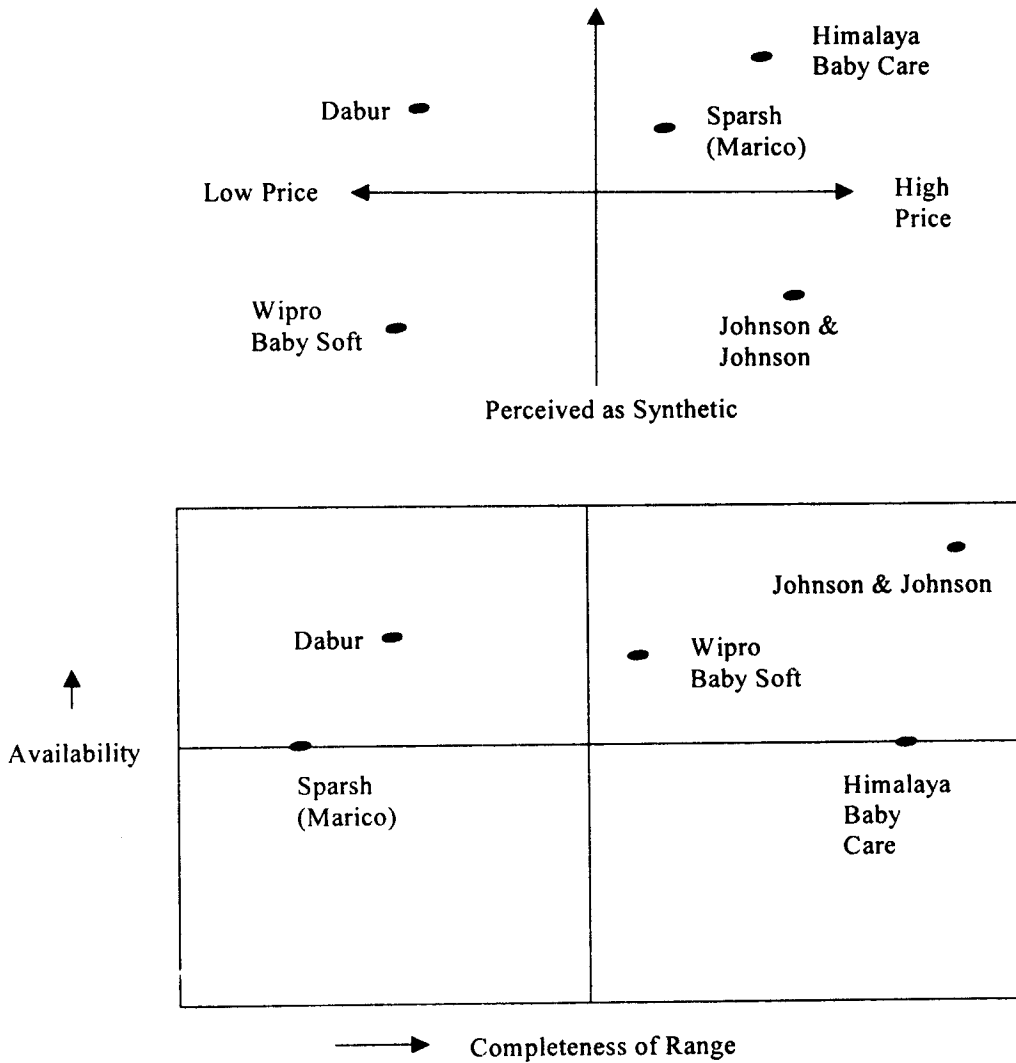 Himalaya
Baby Care
Dabur
Sparsh
(Marico)
Low Price
High
Price
Wipro
Baby Soft
Johnson &
Johnson
Perceived as Synthetic
Johnson & Johnson
Dabur
Wipro
Baby Soft
Availability
Sparsh
(Marico)
Himalaya
Baby
Care
Completeness of Range